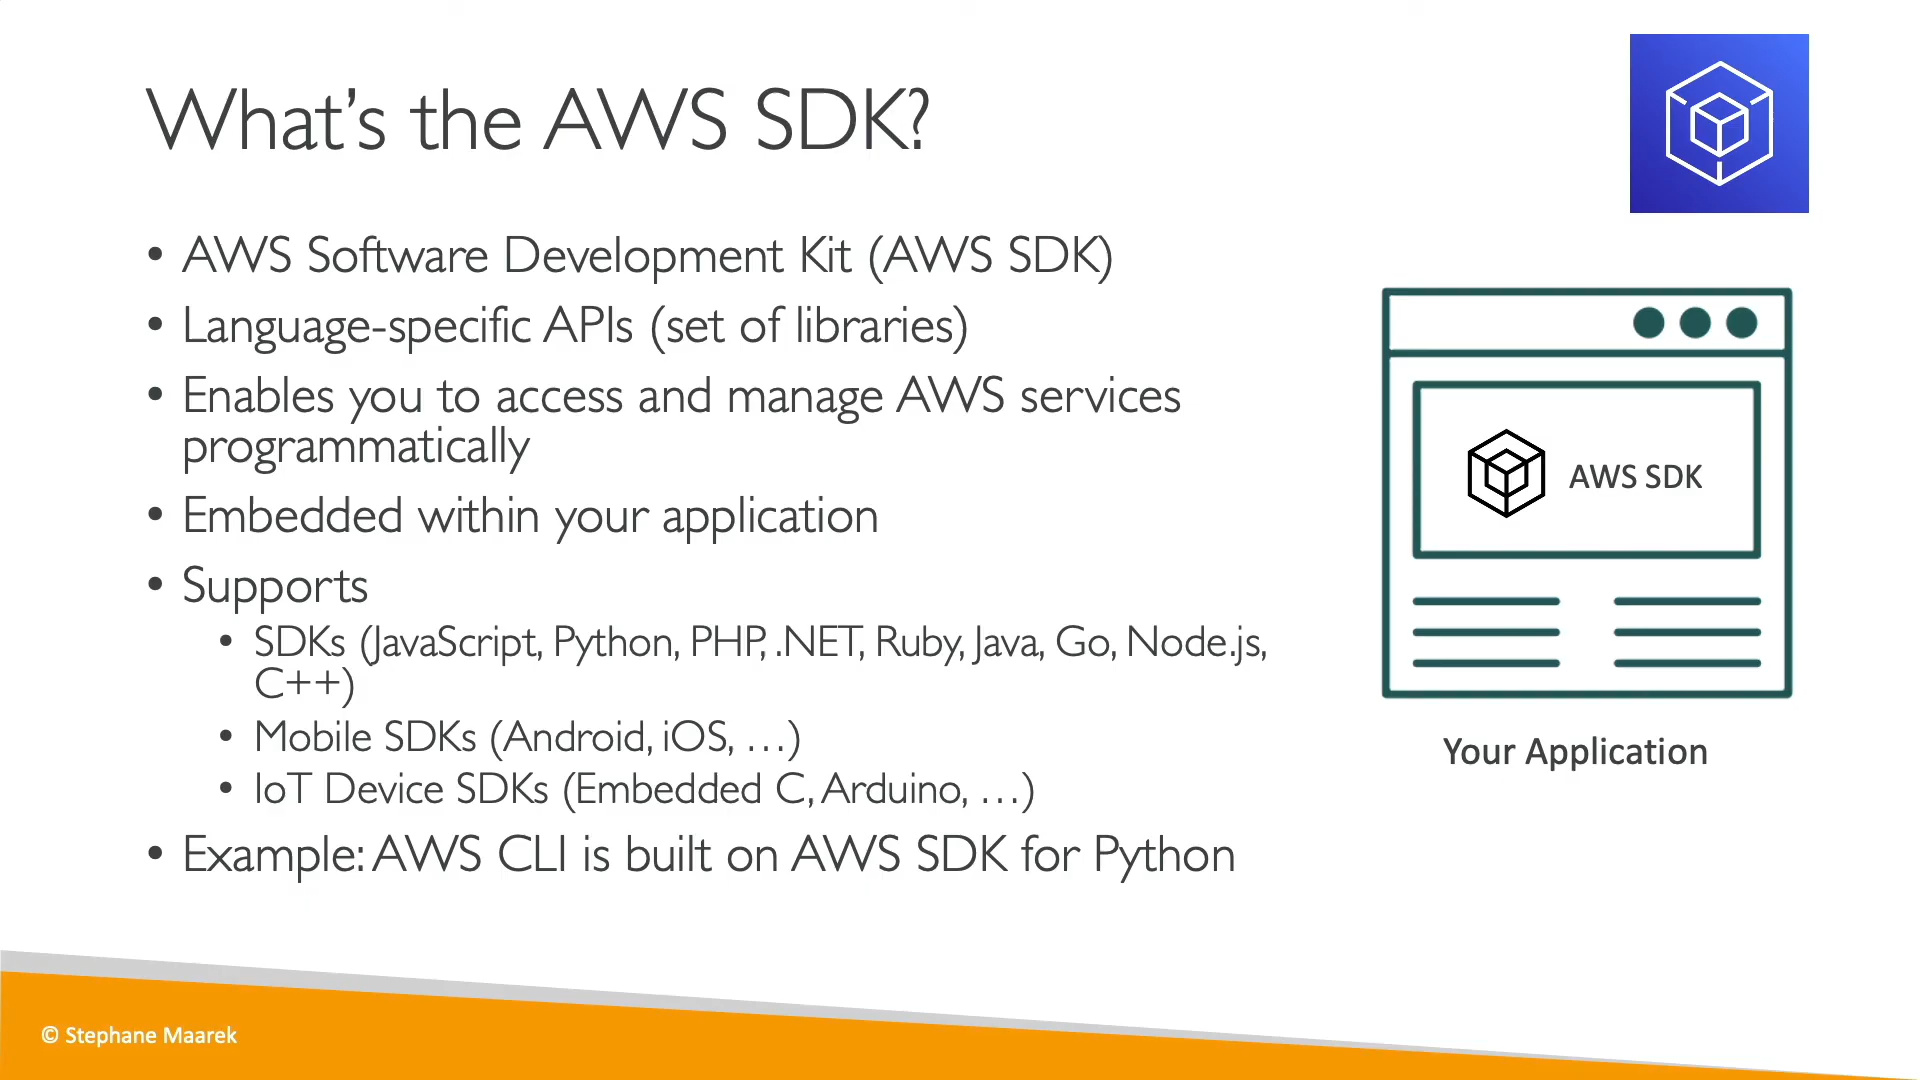 What’s the AWS SDK?
• AWS Software Development Kit (AWS SDK)
• Language-specific APIs (set of libraries)
• Enables you to access and manage AWS services
programmatically
• Embedded within your application
• Supports
• SDKs (JavaScript, Python, PHP, .NET, Ruby, Java, Go, Node.js,
C++)
• Mobile SDKs (Android, iOS, …)
• IoT Device SDKs (Embedded C, Arduino, …)
• Example: AWS CLI is built on AWS SDK for Python
AWS SDK
Your Application
© Stephane Maarek